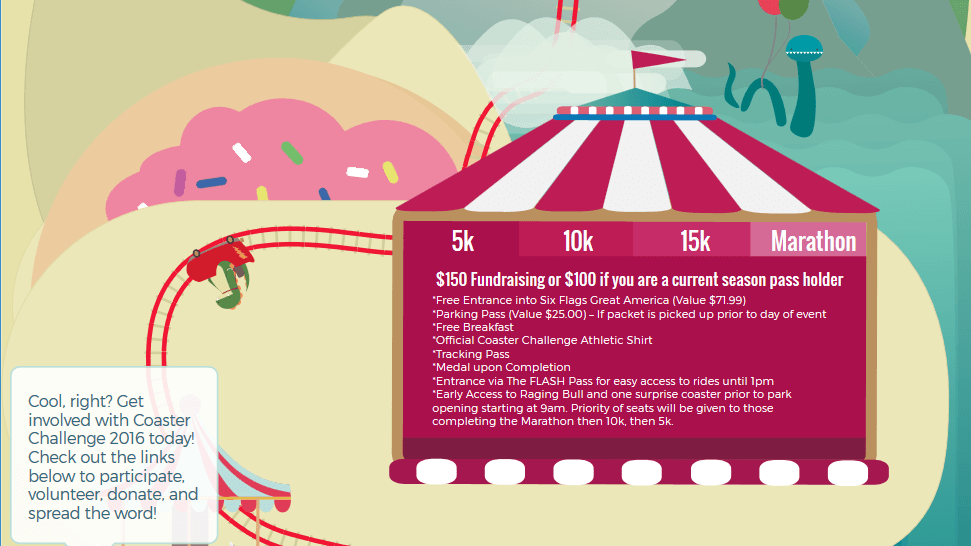 5k 10k 15k Marathon
$150 Fundraising or $100 if you are a current season pass holder
*Free Entrance into Six Flags Great America (Value $71.99)
*Parking Pass (Value $25.00) – If packet is picked up prior to day of event
*Free Breakfast
*Official Coaster Challenge Athletic Shirt
*Tracking Pass
*Medal upon Completion
*Entrance via The FLASH Pass for easy access to rides until 1pm
*Early Access to Raging Bull and one surprise coaster prior to park
opening starting at 9am. Priority of seats will be given to those
completing the Marathon then 10k, then 5k.
Cool, right? Get
involved with Coaster
Challenge 2016 today!
Check out the links
below to participate,
volunteer, donate, and
spread the word!